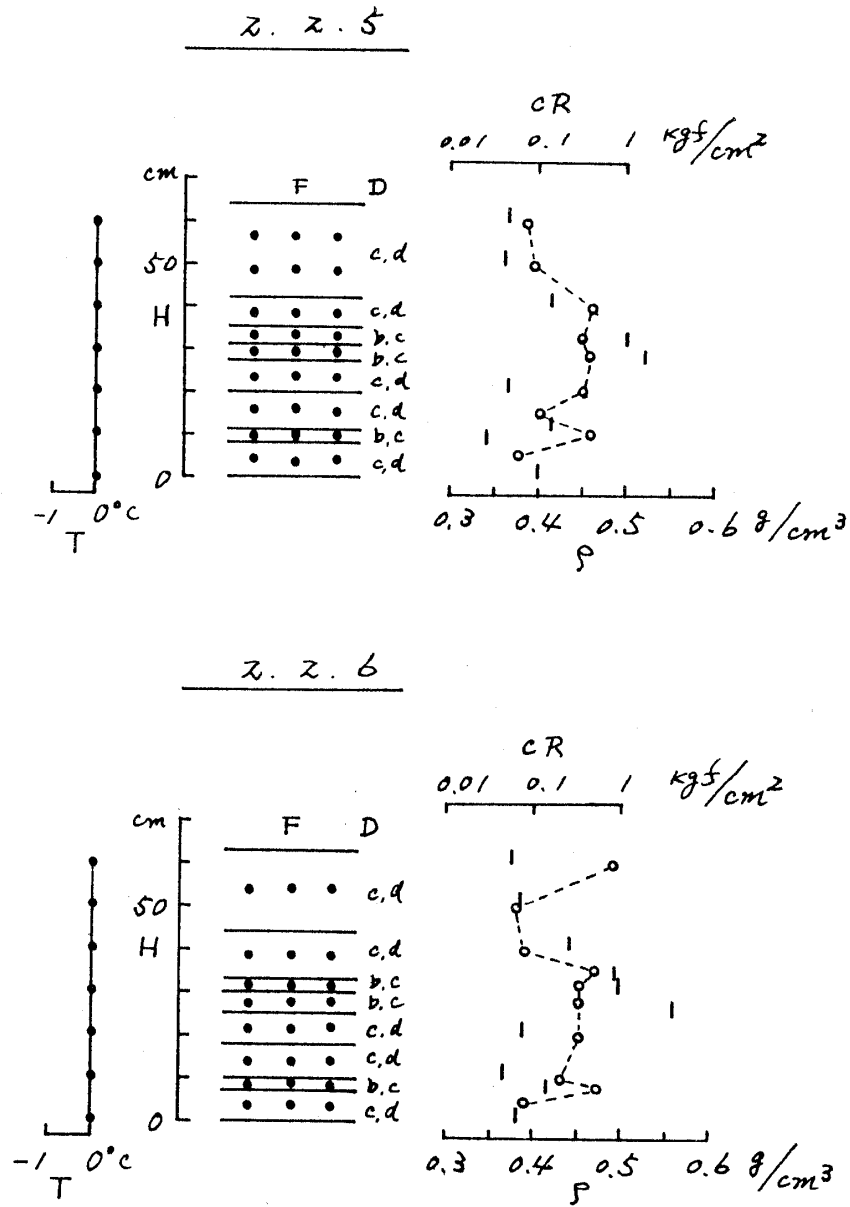 2. 2. 5
cR
0.01 0.1 1 kgf/cm²
cm F D
c,d
50
H c,d
b,c
b,c
c,d
c,d
b,c
0 c,d
-1 0°C
T
0.3 0.4 0.5 0.6 g/cm³
ρ
2. 2. 6
cR
0.01 0.1 1 kgf/cm²
cm F D
c,d
50
H c,d
b,c
b,c
c,d
c,d
b,c
0 c,d
-1 0°C
T
0.3 0.4 0.5 0.6 g/cm³
ρ